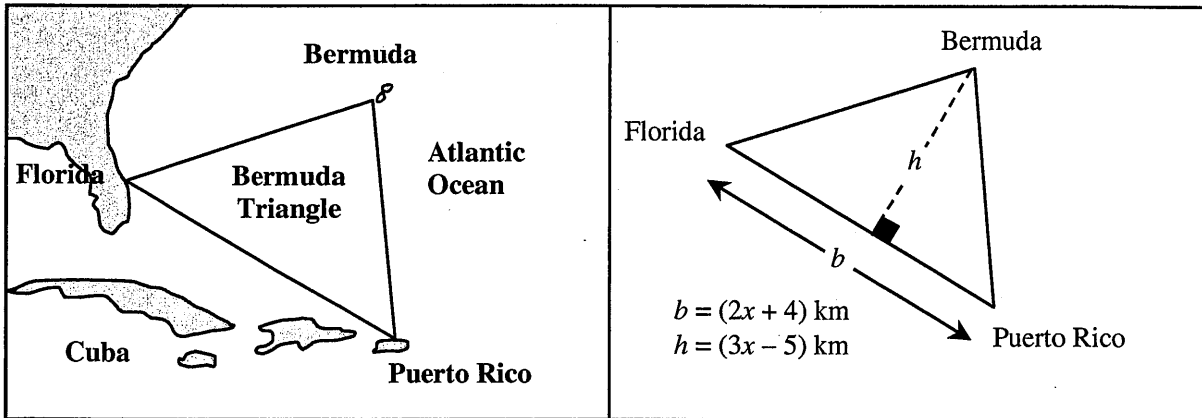 Bermuda
Florida
Bermuda
Triangle
Atlantic
Ocean
Cuba
Puerto Rico
Bermuda
Florida
h
b
b = (2x + 4) km
h = (3x – 5) km
Puerto Rico